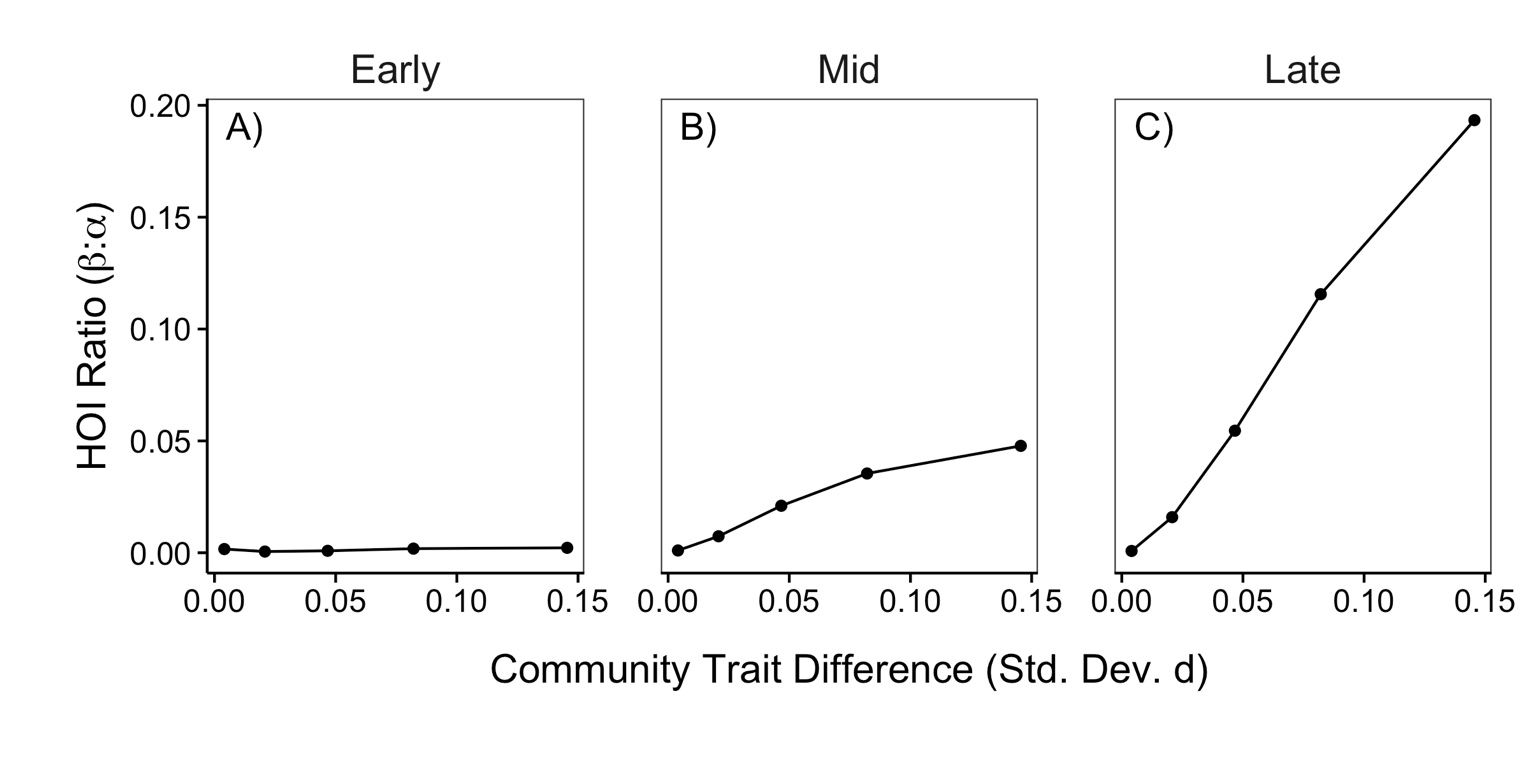 Early Mid Late
A) B) C)
0.20
0.15
0.10
0.05
0.00
HOI Ratio (β:α)
0.00 0.05 0.10 0.15 0.00 0.05 0.10 0.15 0.00 0.05 0.10 0.15
Community Trait Difference (Std. Dev. d)